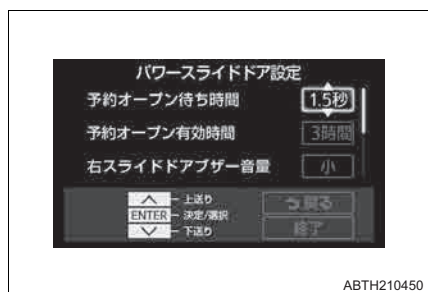 パワースライドドア設定
予約オープン待ち時間 1.5秒
予約オープン有効時間 3時間
右スライドドアブザー音量 小
上送り
ENTER 決定/選択 戻る
下送り 終了
ABTH210450